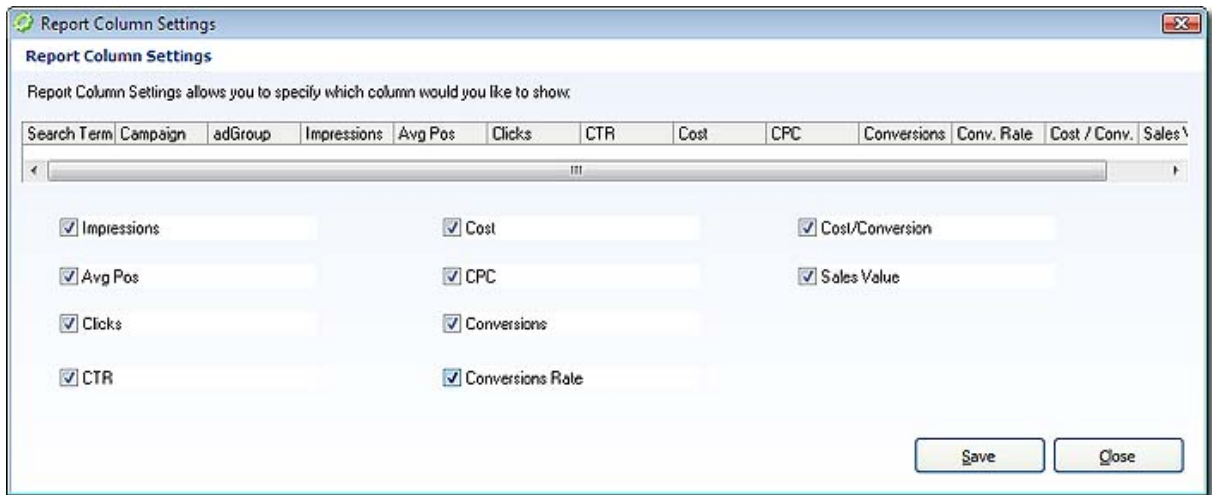 Report Column Settings
Report Column Settings
Report Column Settings allows you to specify which column would you like to show:
Search Term Campaign adGroup Impressions Avg Pos Clicks CTR Cost CPC Conversions Conv. Rate Cost / Conv. Sales
Impressions Cost Cost/Conversion
Avg Pos CPC Sales Value
Clicks Conversions
CTR Conversions Rate
Save Close